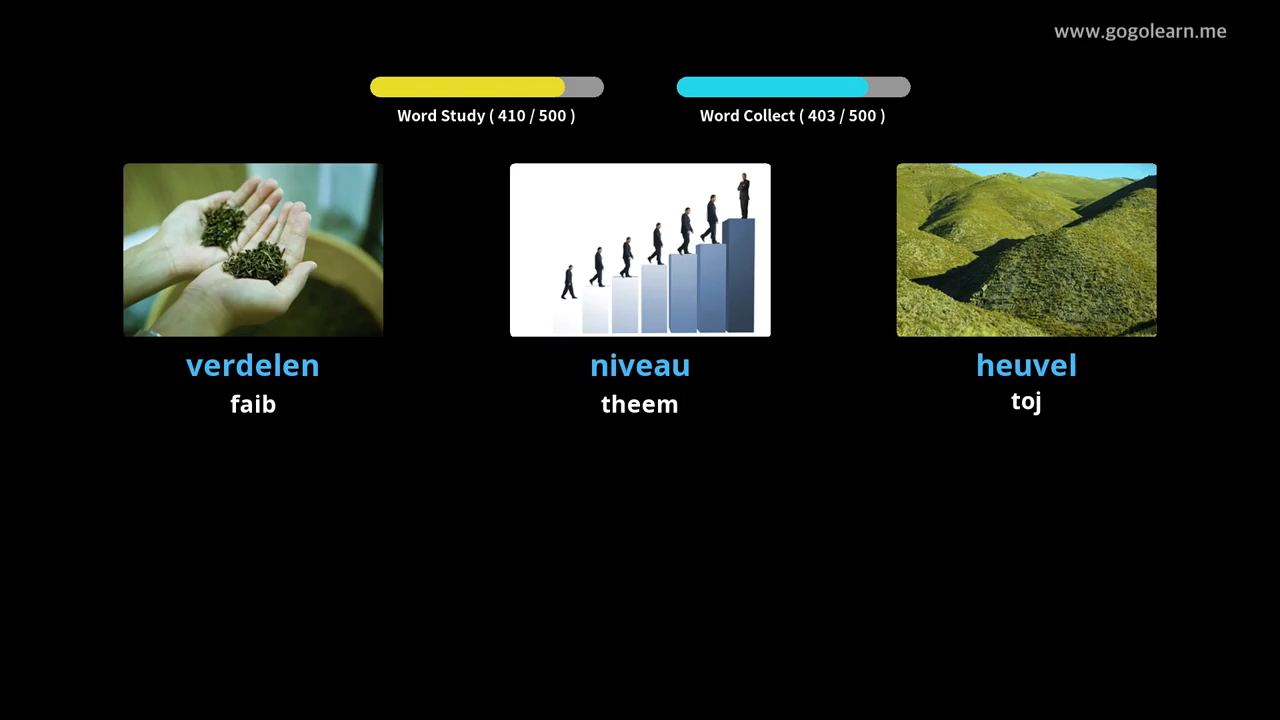 www.gogolearn.me
Word Study ( 410 / 500 )
Word Collect ( 403 / 500 )
verdelen
faib
niveau
theem
heuvel
toj